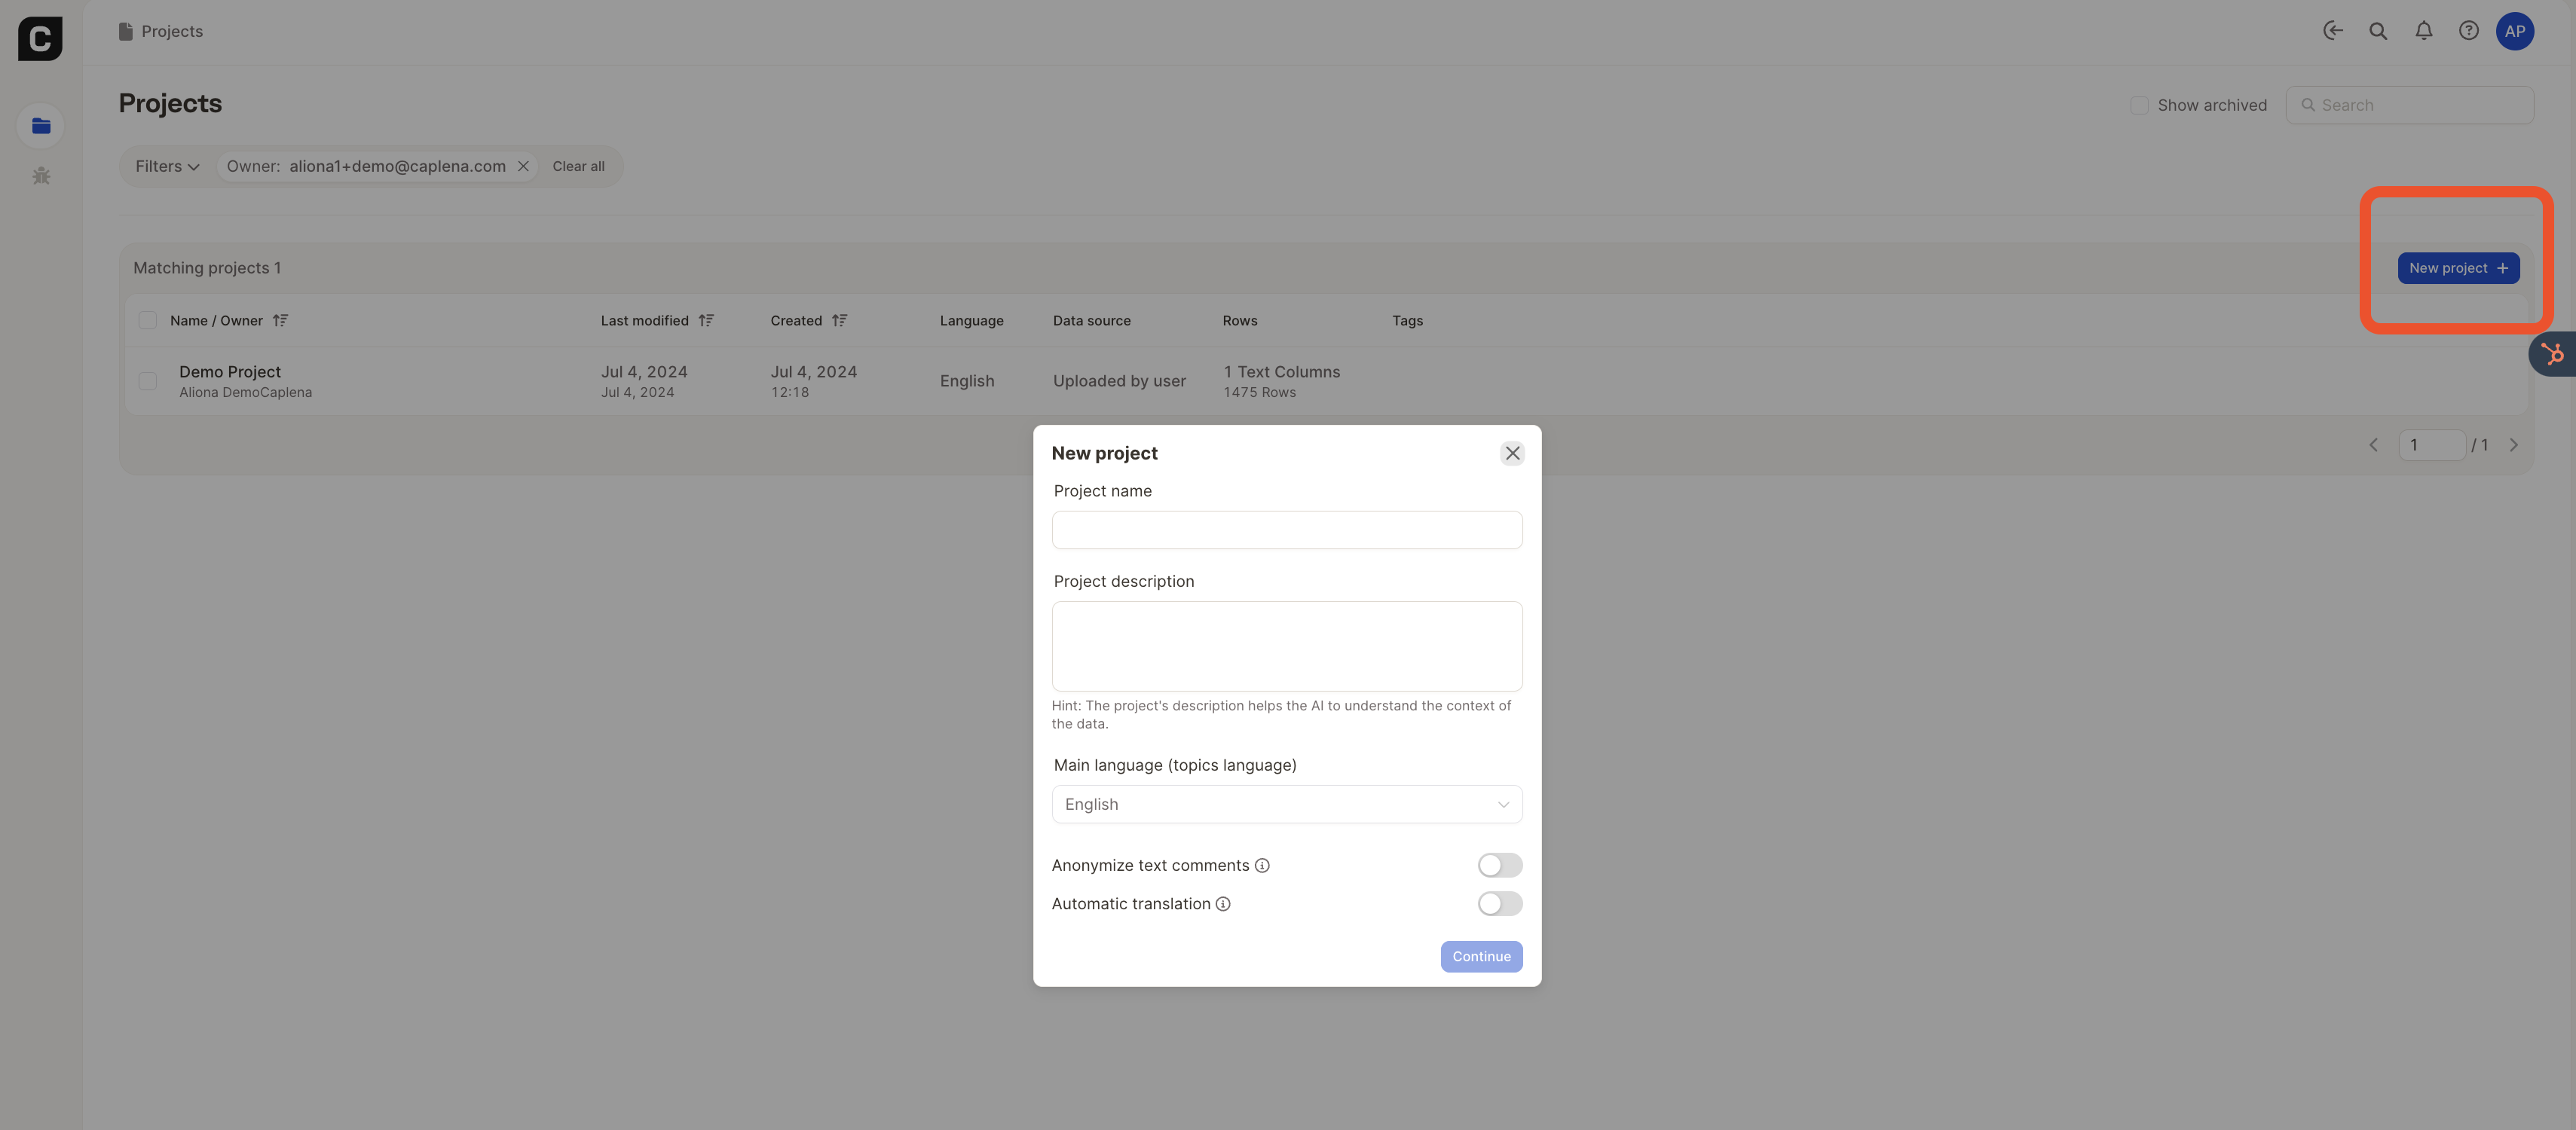 C
Projects
AP
Projects
Show archived
Search
Filters
Owner: aliona1+demo@caplena.com
Clear all
Matching projects 1
New project +
Name / Owner
Last modified
Created
Language
Data source
Rows
Tags
Demo Project
Jul 4, 2024
Jul 4, 2024
English
Uploaded by user
1 Text Columns
Aliona DemoCaplena
Jul 4, 2024
12:18
1475 Rows
1 / 1
New project
Project name
Project description
Hint: The project's description helps the AI to understand the context of
the data.
Main language (topics language)
English
Anonymize text comments
Automatic translation
Continue